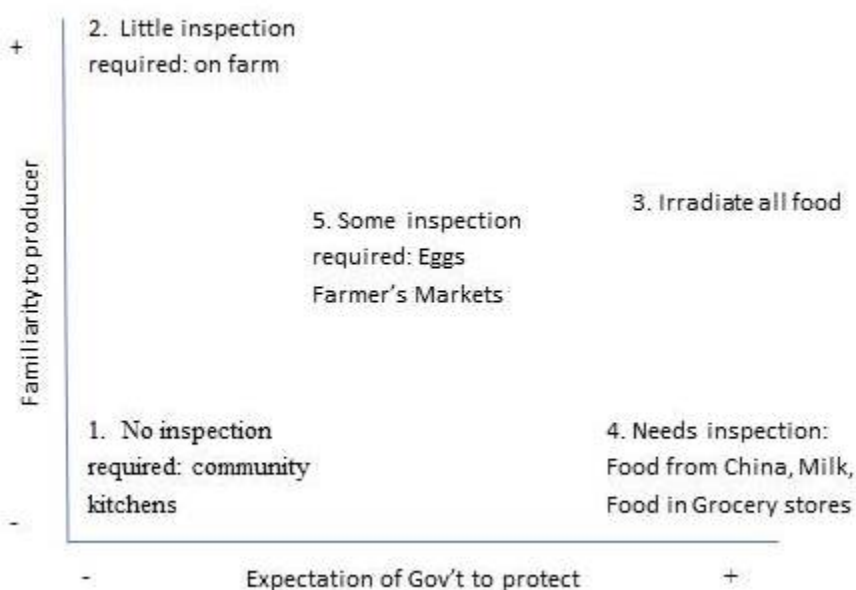 +
2. Little inspection
required: on farm
Familiarity to producer
3. Irradiate all food
5. Some inspection
required: Eggs
Farmer's Markets
1. No inspection
required: community
kitchens
4. Needs inspection:
Food from China, Milk,
Food in Grocery stores
-
-
Expectation of Gov't to protect
+